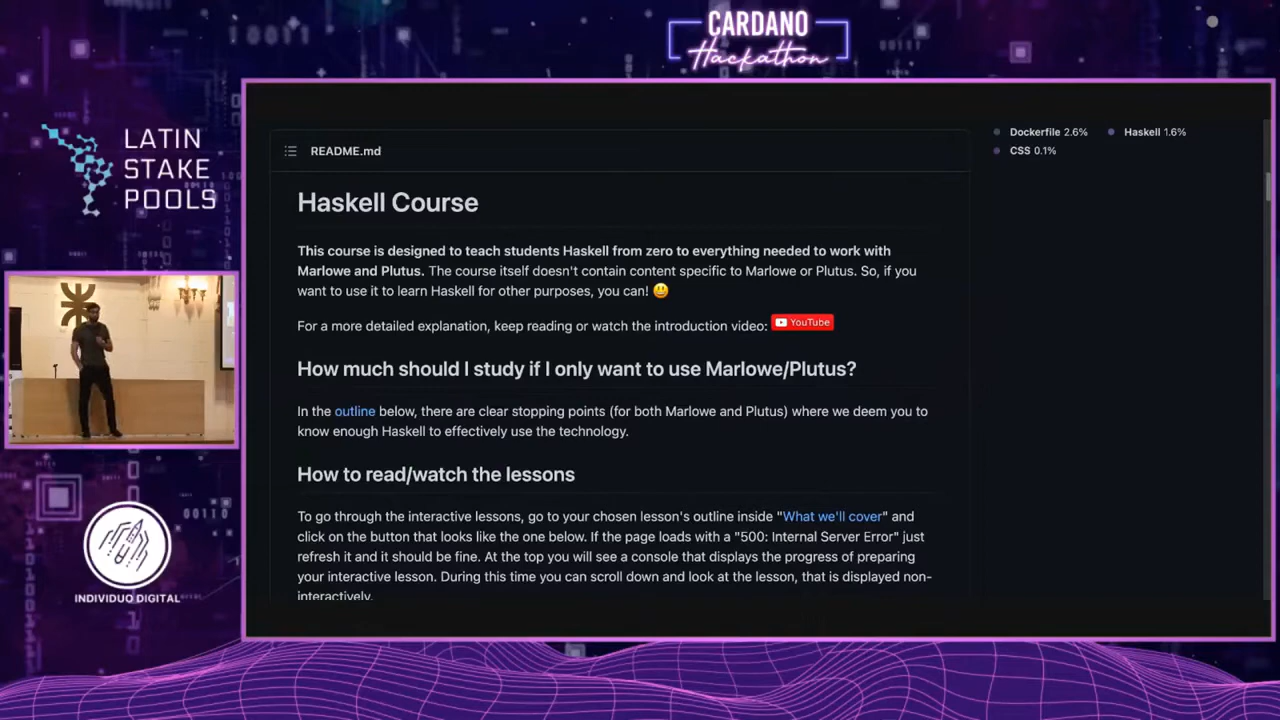 CARDANO
Hackathon
LATIN
STAKE
POOLS
README.md
Dockerfile 2.6%
Haskell 1.6%
CSS 0.1%
Haskell Course
This course is designed to teach students Haskell from zero to everything needed to work with
Marlowe and Plutus. The course itself doesn't contain content specific to Marlowe or Plutus. So, if you
want to use it to learn Haskell for other purposes, you can! 😃
For a more detailed explanation, keep reading or watch the introduction video: YouTube
How much should I study if I only want to use Marlowe/Plutus?
In the outline below, there are clear stopping points (for both Marlowe and Plutus) where we deem you to
know enough Haskell to effectively use the technology.
How to read/watch the lessons
To go through the interactive lessons, go to your chosen lesson's outline inside "What we'll cover" and
click on the button that looks like the one below. If the page loads with a "500: Internal Server Error" just
refresh it and it should be fine. At the top you will see a console that displays the progress of preparing
your interactive lesson. During this time you can scroll down and look at the lesson, that is displayed non-
interactively.
INDIVIDUO DIGITAL